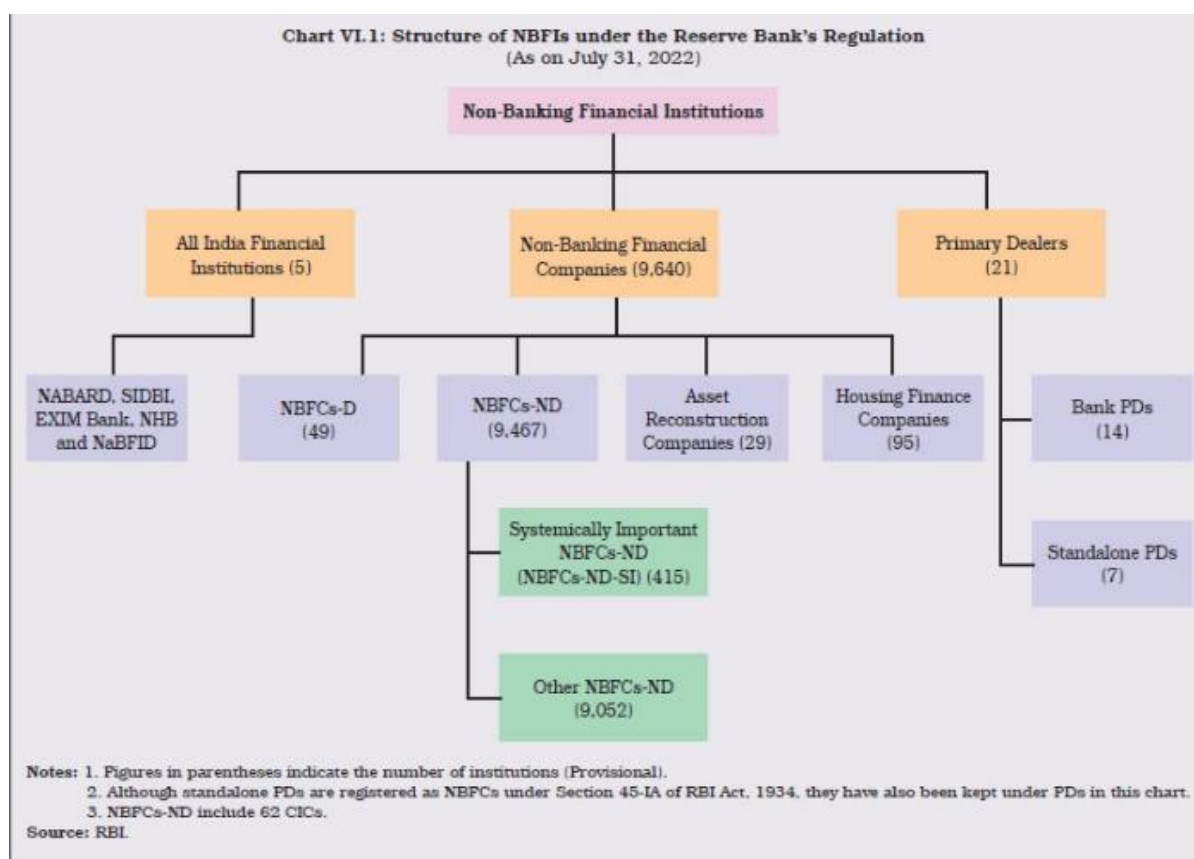 Chart VI.1: Structure of NBFIs under the Reserve Bank's Regulation
(As on July 31, 2022)
Non-Banking Financial Institutions
All India Financial
Institutions (5)
Non-Banking Financial
Companies (9,640)
Primary Dealers
(21)
NABARD, SIDBI,
EXIM Bank, NHB
and NaBFID
NBFCs-D
(49)
NBFCs-ND
(9,467)
Asset
Reconstruction
Companies (29)
Housing Finance
Companies
(95)
Bank PDs
(14)
Systemically Important
NBFCs-ND
(NBFCs-ND-SI) (415)
Standalone PDs
(7)
Other NBFCs-ND
(9,052)
Notes: 1. Figures in parentheses indicate the number of institutions (Provisional).
2. Although standalone PDs are registered as NBFCs under Section 45-IA of RBI Act, 1934, they have also been kept under PDs in this chart.
3. NBFCs-ND include 62 CICs.
Source: RBI.